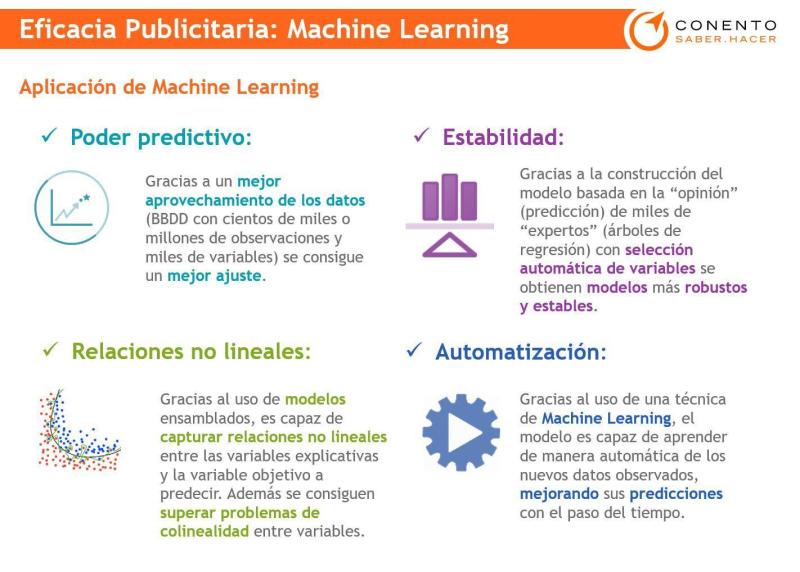 Eficacia Publicitaria: Machine Learning
CONENTO
SABER.HACER
Aplicación de Machine Learning
✓ Poder predictivo:
Gracias a un mejor
aprovechamiento de los datos
(BBDD con cientos de miles o
millones de observaciones y
miles de variables) se consigue
un mejor ajuste.
✓ Estabilidad:
Gracias a la construcción del
modelo basada en la “opinión”
(predicción) de miles de
“expertos” (árboles de
regresión) con selección
automática de variables se
obtienen modelos más robustos
y estables.
✓ Relaciones no lineales:
Gracias al uso de modelos
ensamblados, es capaz de
capturar relaciones no lineales
entre las variables explicativas
y la variable objetivo a
predecir. Además se consiguen
superar problemas de
colinealidad entre variables.
✓ Automatización:
Gracias al uso de una técnica
de Machine Learning, el
modelo es capaz de aprender
de manera automática de los
nuevos datos observados,
mejorando sus predicciones
con el paso del tiempo.